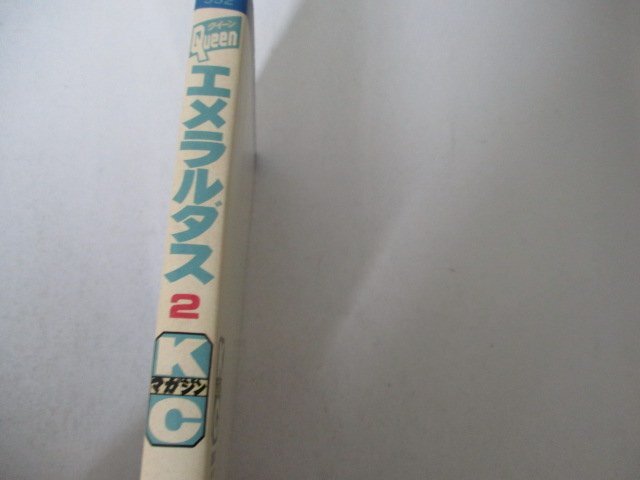 クイーン
Queen
エメラルダス
2
K
マガジン
C